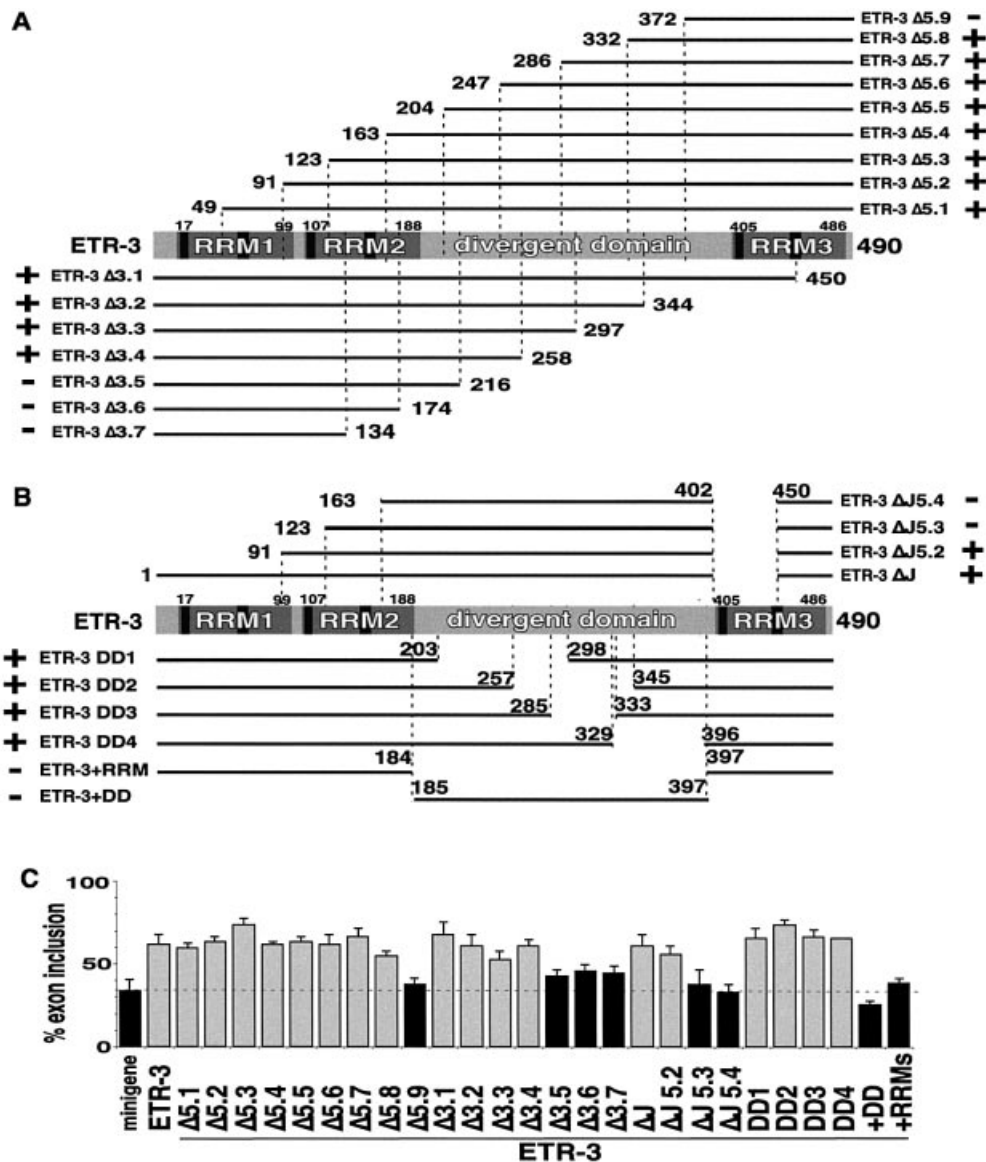 A
372 ETR-3 Δ5.9 -
332 ETR-3 Δ5.8 +
286 ETR-3 Δ5.7 +
247 ETR-3 Δ5.6 +
204 ETR-3 Δ5.5 +
163 ETR-3 Δ5.4 +
123 ETR-3 Δ5.3 +
91 ETR-3 Δ5.2 +
49 ETR-3 Δ5.1 +
17 99 107 188 405 486
ETR-3 RRM1 RRM2 divergent domain RRM3 490
+ ETR-3 Δ3.1 450
+ ETR-3 Δ3.2 344
+ ETR-3 Δ3.3 297
+ ETR-3 Δ3.4 258
- ETR-3 Δ3.5 216
- ETR-3 Δ3.6 174
- ETR-3 Δ3.7 134
B
163 402 450 ETR-3 ΔJ5.4 -
123 ETR-3 ΔJ5.3 -
91 ETR-3 ΔJ5.2 +
1 ETR-3 ΔJ +
17 99 107 188 405 486
ETR-3 RRM1 RRM2 divergent domain RRM3 490
+ ETR-3 DD1 203 298
+ ETR-3 DD2 257 345
+ ETR-3 DD3 285 333
+ ETR-3 DD4 329 396
- ETR-3+RRM 184 397
- ETR-3+DD 185 397
C
% exon inclusion
100
50
0
minigene
ETR-3
Δ5.1
Δ5.2
Δ5.3
Δ5.4
Δ5.5
Δ5.6
Δ5.7
Δ5.8
Δ5.9
Δ3.1
Δ3.2
Δ3.3
Δ3.4
Δ3.5
Δ3.6
Δ3.7
ΔJ
ΔJ 5.2
ΔJ 5.3
ΔJ 5.4
DD1
DD2
DD3
DD4
+DD
+RRMs
ETR-3